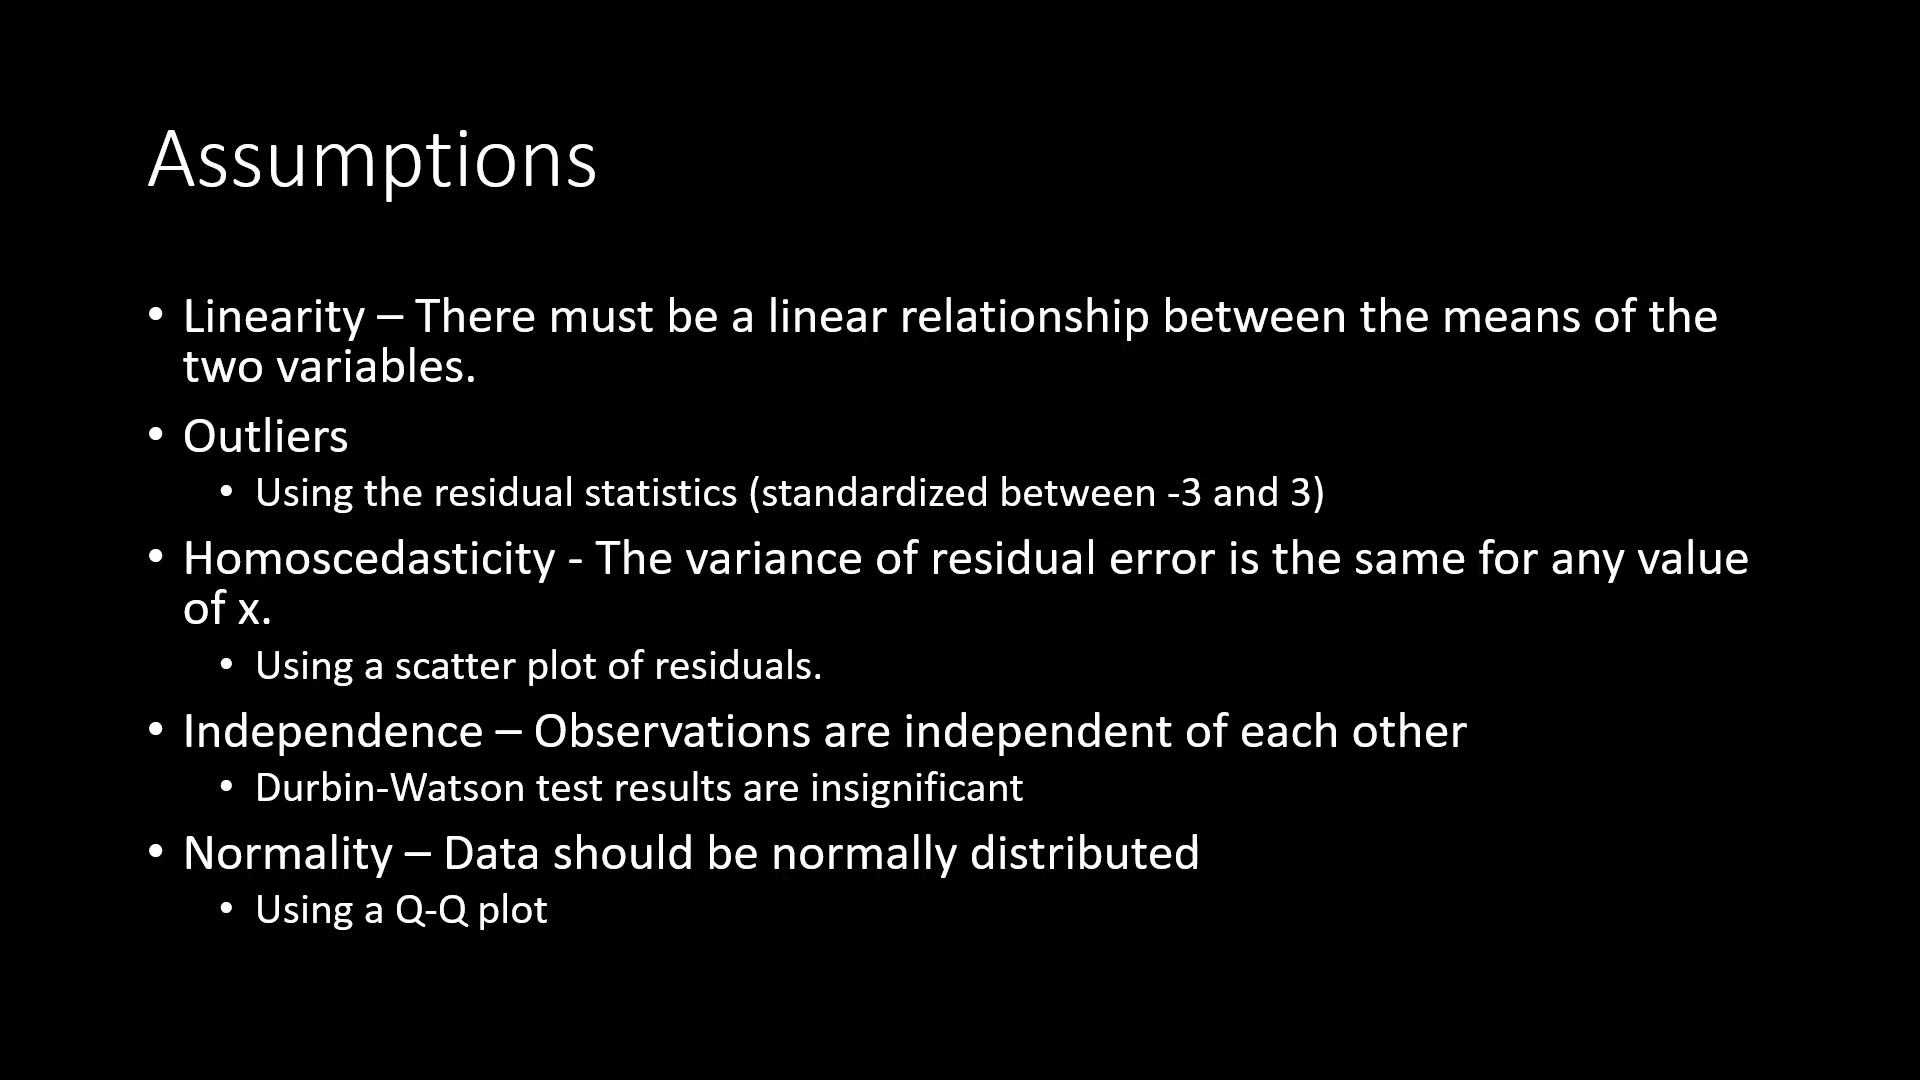 Assumptions
• Linearity – There must be a linear relationship between the means of the
two variables.
• Outliers
• Using the residual statistics (standardized between -3 and 3)
• Homoscedasticity - The variance of residual error is the same for any value
of x.
• Using a scatter plot of residuals.
• Independence – Observations are independent of each other
• Durbin-Watson test results are insignificant
• Normality – Data should be normally distributed
• Using a Q-Q plot